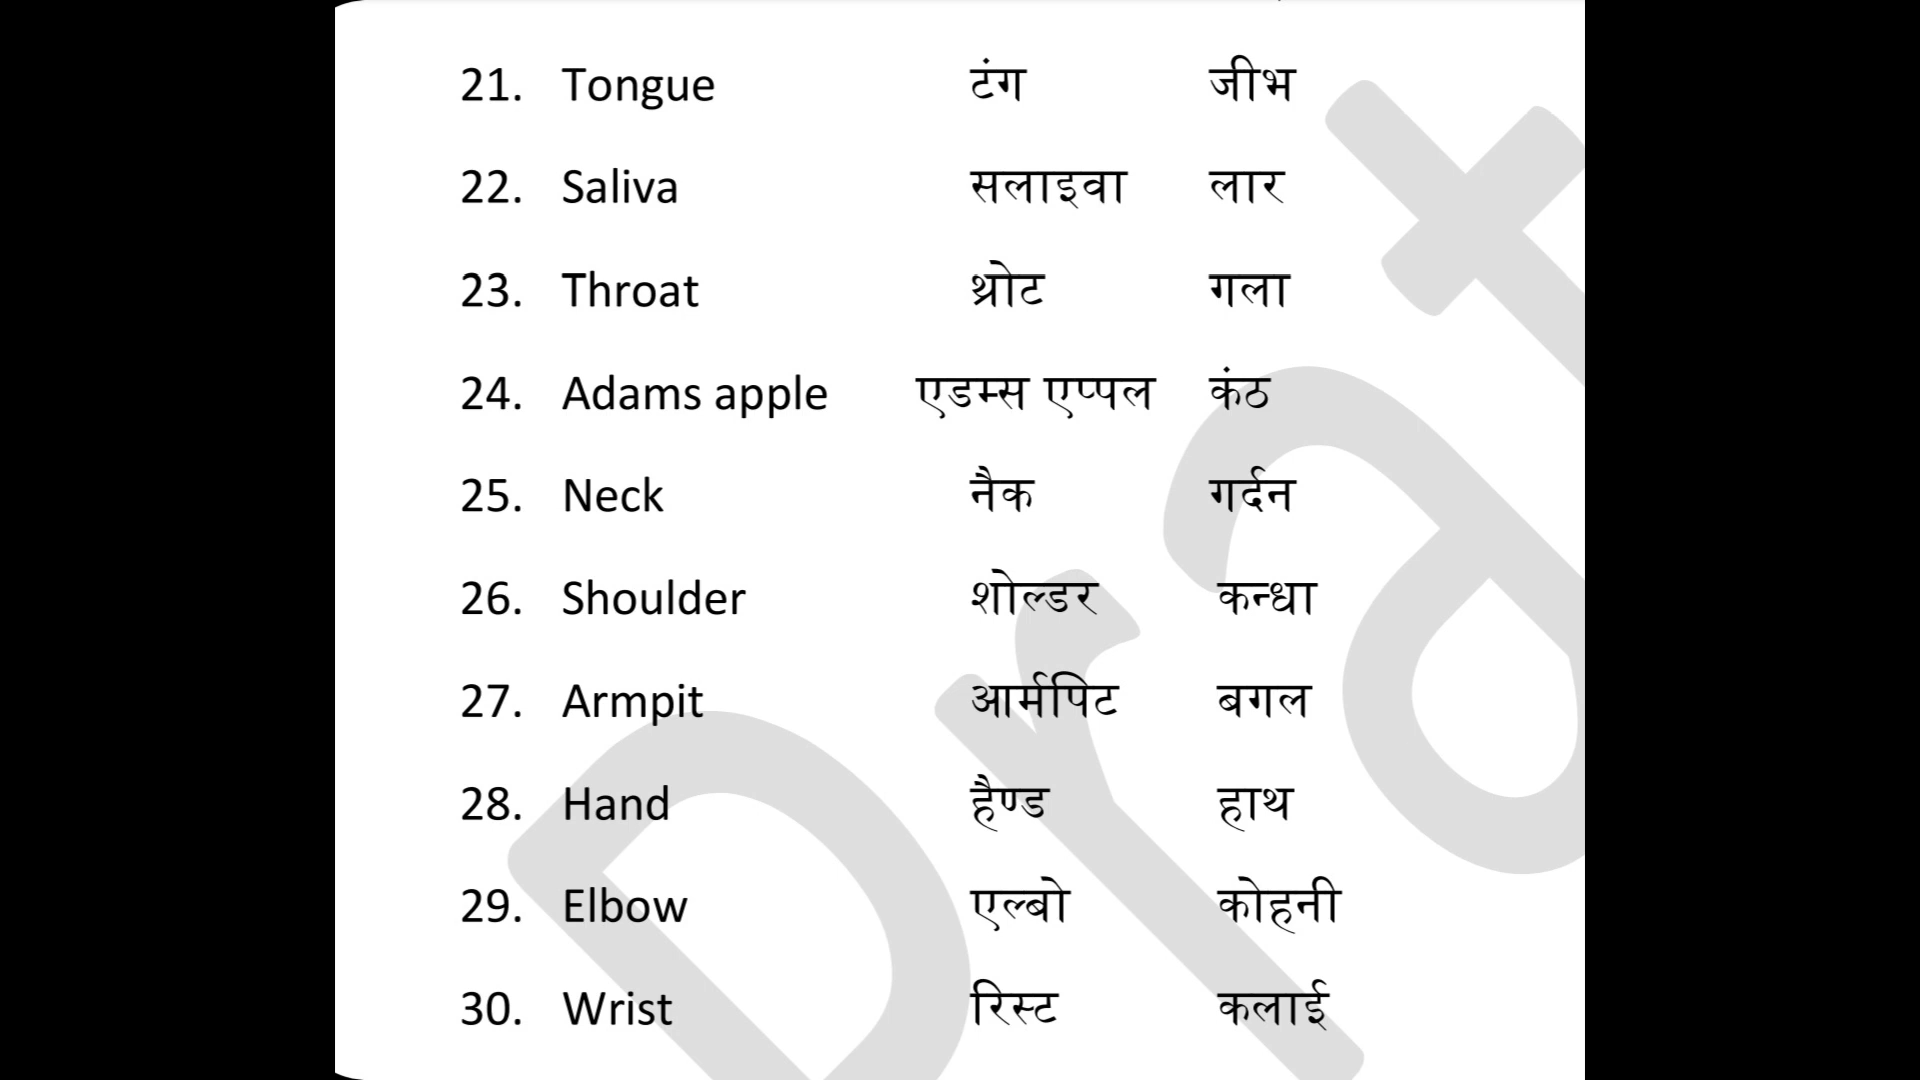 21. Tongue टंग जीभ
22. Saliva सलाइवा लार
23. Throat थ्रोट गला
24. Adams apple एडम्स एप्पल कंठ
25. Neck नैक गर्दन
26. Shoulder शोल्डर कन्धा
27. Armpit आर्मपिट बगल
28. Hand हैण्ड हाथ
29. Elbow एल्बो कोहनी
30. Wrist रिस्ट कलाई
Draft